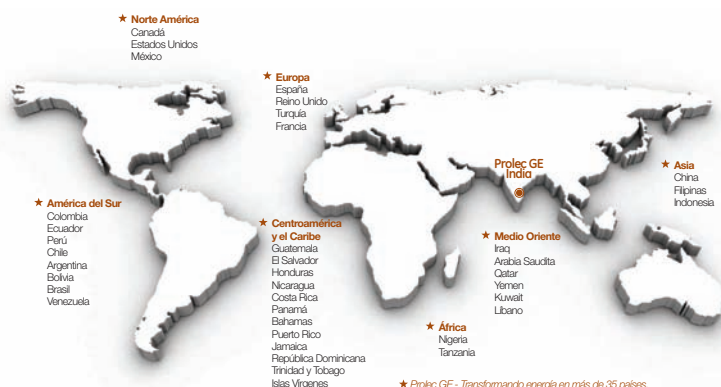 ★ Norte América
Canadá
Estados Unidos
México
★ Europa
España
Reino Unido
Turquía
Francia
Prolec GE
India
★ Asia
China
Filipinas
Indonesia
★ América del Sur
Colombia
Ecuador
Perú
Chile
Argentina
Bolivia
Brasil
Venezuela
★ Centroamérica
y el Caribe
Guatemala
El Salvador
Honduras
Nicaragua
Costa Rica
Panamá
Bahamas
Puerto Rico
Jamaica
República Dominicana
Trinidad y Tobago
Islas Vírgenes
★ Medio Oriente
Iraq
Arabia Saudita
Qatar
Yemen
Kuwait
Líbano
★ África
Nigeria
Tanzania
★ Prolec GE - Transformando energía en más de 35 países